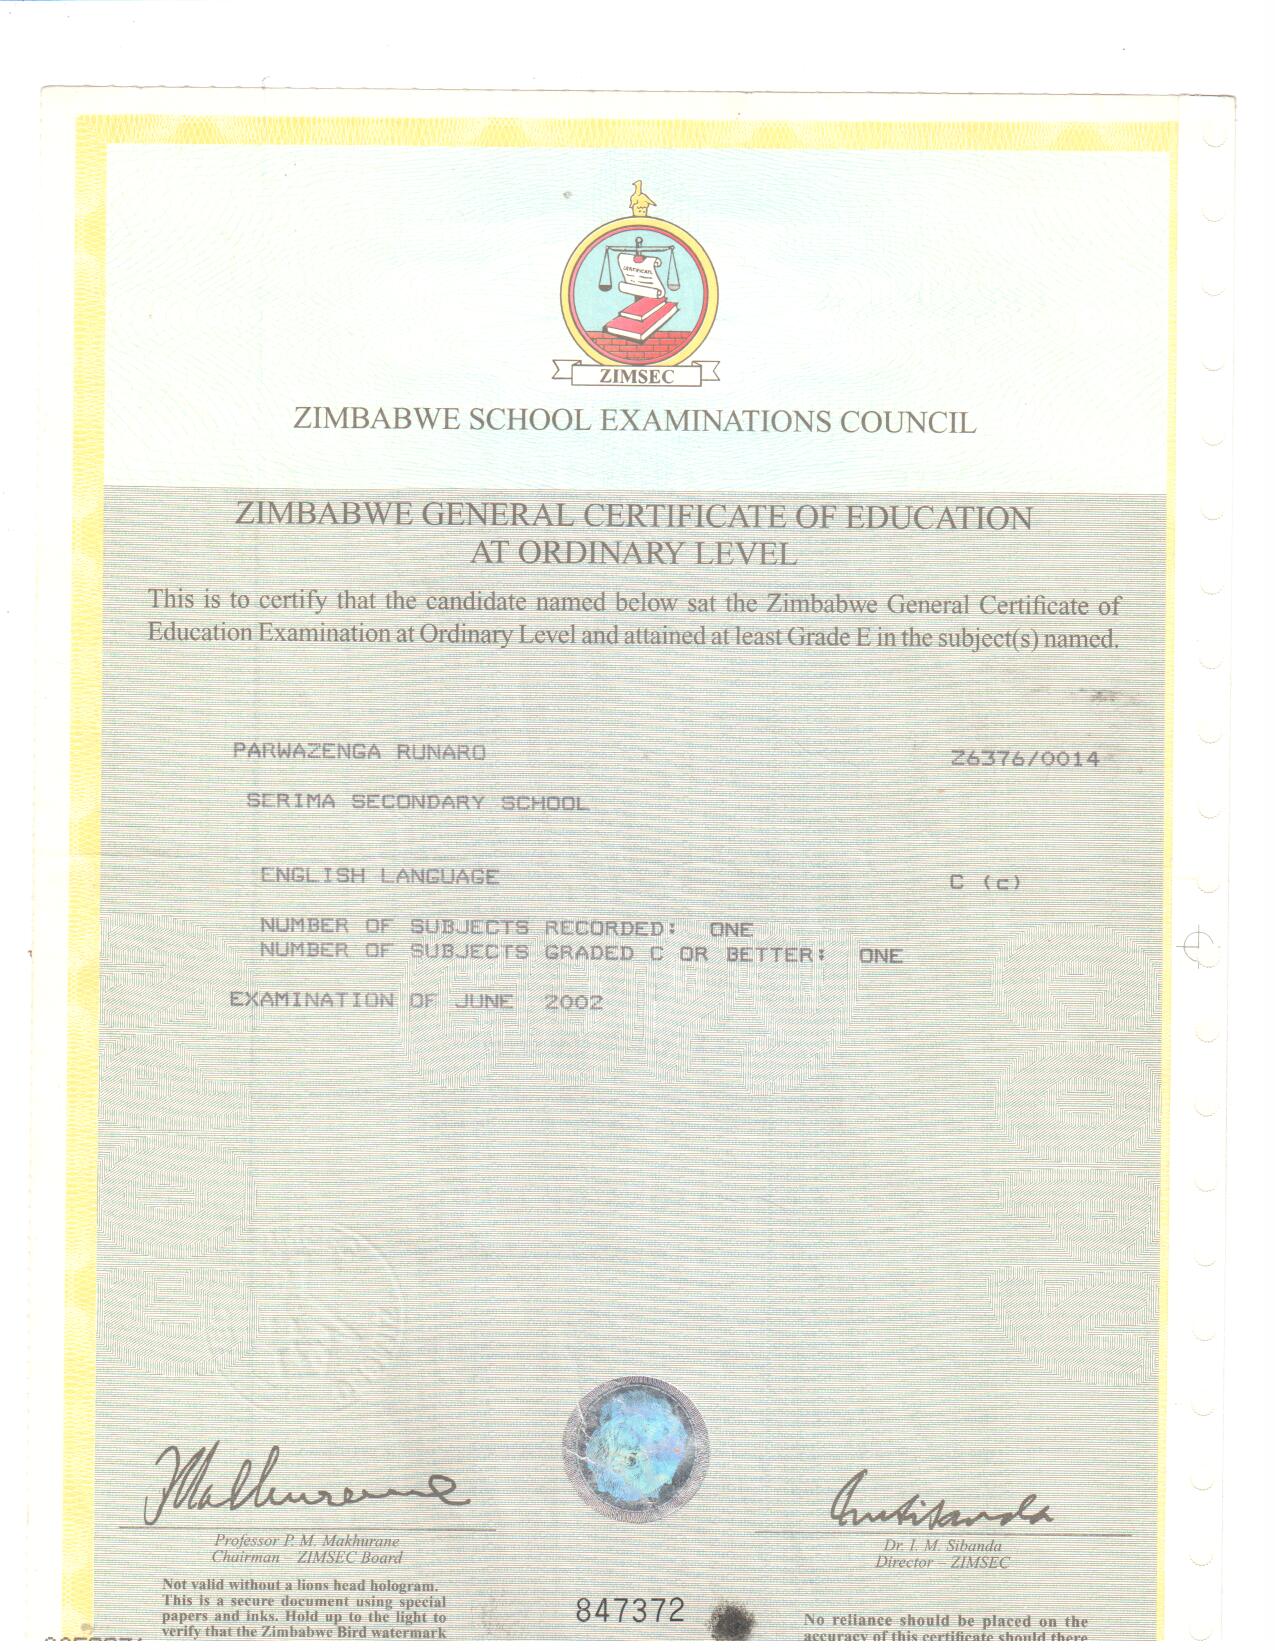 CERTIFICATE
ZIMSEC
ZIMBABWE SCHOOL EXAMINATIONS COUNCIL
ZIMBABWE GENERAL CERTIFICATE OF EDUCATION
AT ORDINARY LEVEL
This is to certify that the candidate named below sat the Zimbabwe General Certificate of
Education Examination at Ordinary Level and attained at least Grade E in the subject(s) named.
PARWAZENGA RUNARO Z6376/0014
SERIMA SECONDARY SCHOOL
ENGLISH LANGUAGE C (c)
NUMBER OF SUBJECTS RECORDED: ONE
NUMBER OF SUBJECTS GRADED C OR BETTER: ONE
EXAMINATION OF JUNE 2002
Professor P. M. Makhurane
Chairman – ZIMSEC Board
Dr. I. M. Sibanda
Director – ZIMSEC
Not valid without a lions head hologram.
This is a secure document using special
papers and inks. Hold up to the light to
verify that the Zimbabwe Bird watermark
847372
No reliance should be placed on the
accuracy of this certificate should there